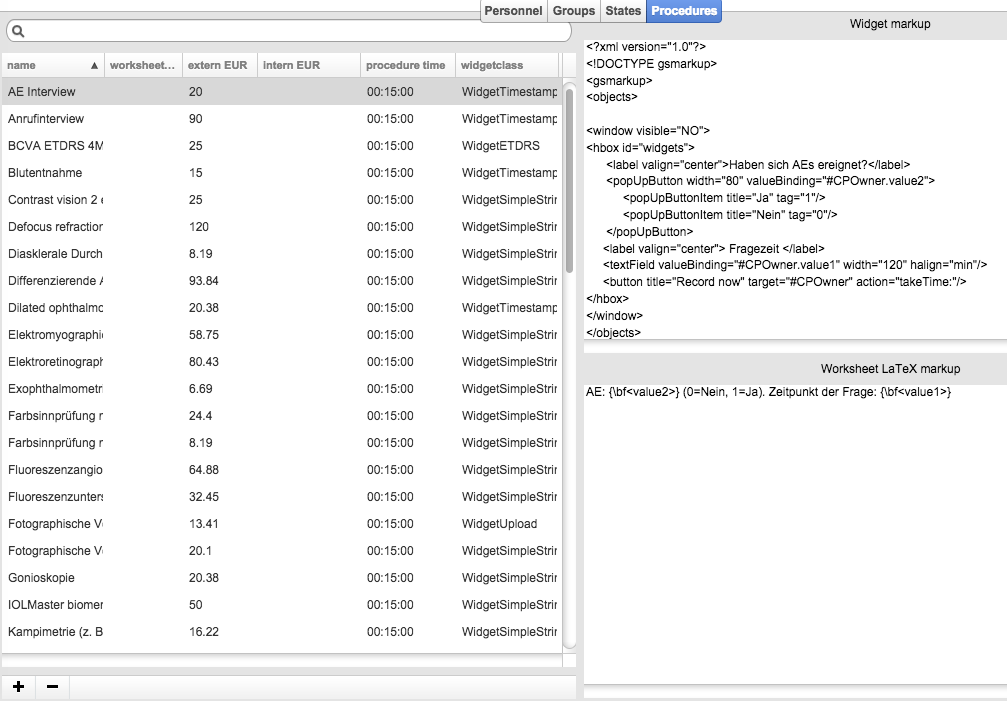 Personnel Groups States Procedures
name worksheet... extern EUR intern EUR procedure time widgetclass
AE Interview 20 00:15:00 WidgetTimestamp
Anrufinterview 90 00:15:00 WidgetTimestamp
BCVA ETDRS 4M 25 00:15:00 WidgetETDRS
Blutentnahme 15 00:15:00 WidgetTimestamp
Contrast vision 2 25 00:15:00 WidgetSimpleStrin
Defocus refraction 120 00:15:00 WidgetSimpleStrin
Diasklerale Durch 8.19 00:15:00 WidgetSimpleStrin
Differenzierende A 93.84 00:15:00 WidgetSimpleStrin
Dilated ophthalmo 20.38 00:15:00 WidgetTimestamp
Elektromyographi 58.75 00:15:00 WidgetSimpleStrin
Elektroretinograph 80.43 00:15:00 WidgetSimpleStrin
Exophthalmometri 6.69 00:15:00 WidgetSimpleStrin
Farbsinnprüfung r 24.4 00:15:00 WidgetSimpleStrin
Farbsinnprüfung r 8.19 00:15:00 WidgetSimpleStrin
Fluoreszenzangio 64.88 00:15:00 WidgetSimpleStrin
Fluoreszenzunters 32.45 00:15:00 WidgetSimpleStrin
Fotographische V 13.41 00:15:00 WidgetUpload
Fotographische V 20.1 00:15:00 WidgetSimpleStrin
Gonioskopie 20.38 00:15:00 WidgetSimpleStrin
IOLMaster biomer 50 00:15:00 WidgetSimpleStrin
Kampimetrie (z. B 16.22 00:15:00 WidgetSimpleStrin
Widget markup
<?xml version="1.0"?>
<!DOCTYPE gsmarkup>
<gsmarkup>
<objects>
<window visible="NO">
<hbox id="widgets">
<label valign="center">Haben sich AEs ereignet?</label>
<popUpButton width="80" valueBinding="#CPOwner.value2">
<popUpButtonItem title="Ja" tag="1"/>
<popUpButtonItem title="Nein" tag="0"/>
</popUpButton>
<label valign="center"> Fragezeit </label>
<textField valueBinding="#CPOwner.value1" width="120" halign="min"/>
<button title="Record now" target="#CPOwner" action="takeTime:"/>
</hbox>
</window>
</objects>
Worksheet LaTeX markup
AE: {\bf<value2>} (0=Nein, 1=Ja). Zeitpunkt der Frage: {\bf<value1>}